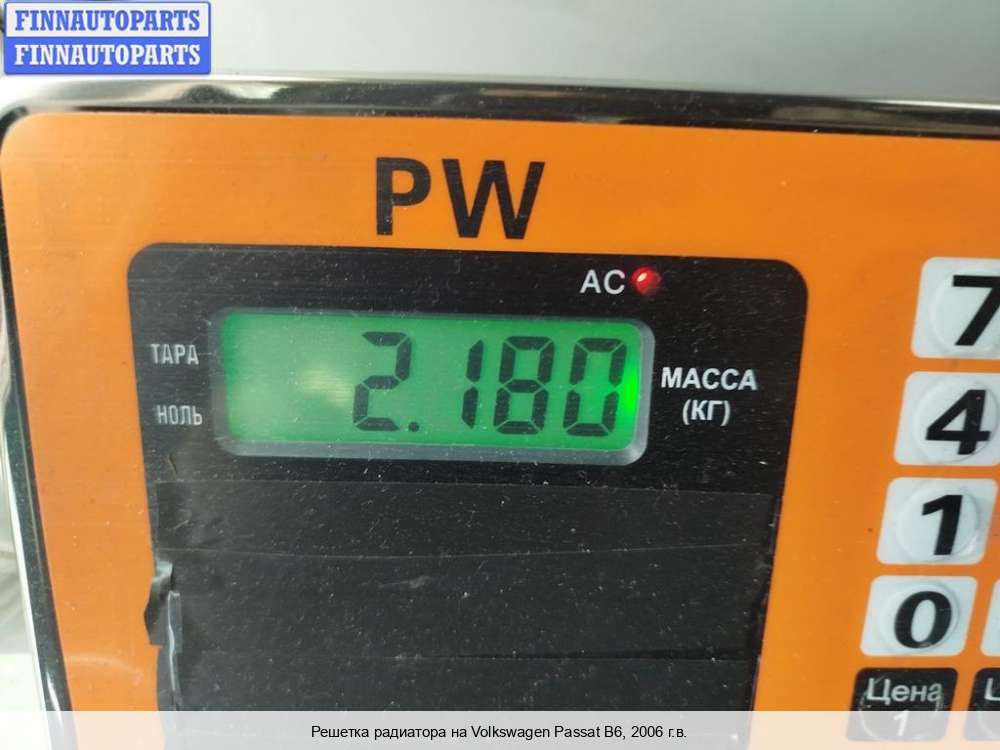 FINNAUTOPARTS
FINNAUTOPARTS
PW
AC
ТАРА
2.180
МАССА
(КГ)
НОЛЬ
7
4
1
0
Цена
1
Решетка радиатора на Volkswagen Passat B6, 2006 г.в.